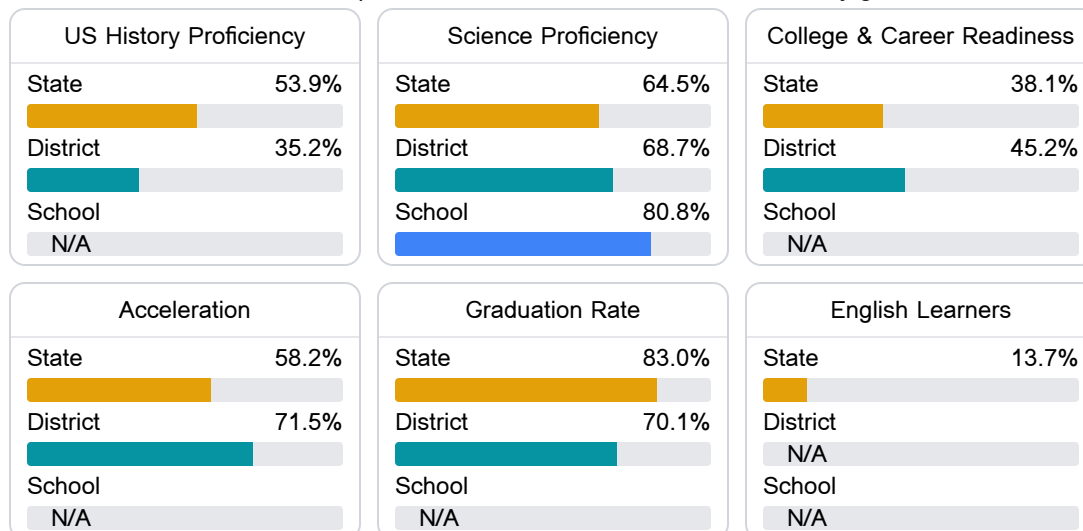 US History Proficiency
State 53.9%
District 35.2%
School
N/A
Science Proficiency
State 64.5%
District 68.7%
School 80.8%
College & Career Readiness
State 38.1%
District 45.2%
School
N/A
Acceleration
State 58.2%
District 71.5%
School
N/A
Graduation Rate
State 83.0%
District 70.1%
School
N/A
English Learners
State 13.7%
District
N/A
School
N/A